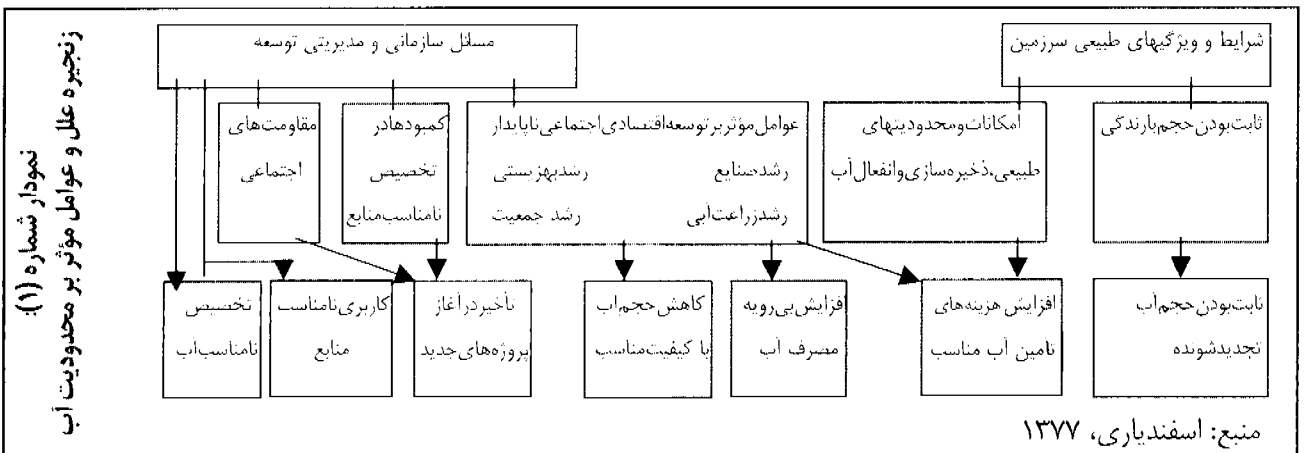 نمودار شماره (۱):
زنجیره علل و عوامل مؤثر بر محدودیت آب
شرایط و ویژگیهای طبیعی سرزمین
مسائل سازمانی و مدیریتی توسعه
ثابت‌بودن حجم بارندگی
امکانات و محدودیتهای
طبیعی، ذخیره‌سازی و انفعال آب
عوامل مؤثر بر توسعه اقتصادی اجتماعی ناپایدار
رشد صنایع رشد بهزیستی
رشد زراعت آبی رشد جمعیت
کمبودها در
تخصیص
نامناسب منابع
مقاومت‌های
اجتماعی
ثابت‌بودن حجم آب
تجدیدشونده
افزایش هزینه‌های
تامین آب مناسب
افزایش بی‌رویه
مصرف آب
کاهش حجم آب
با کیفیت مناسب
تأخیر در آغاز
پروژه‌های جدید
کاربری نامناسب
منابع
تخصیص
نامناسب آب
منبع: اسفندیاری، ۱۳۷۷